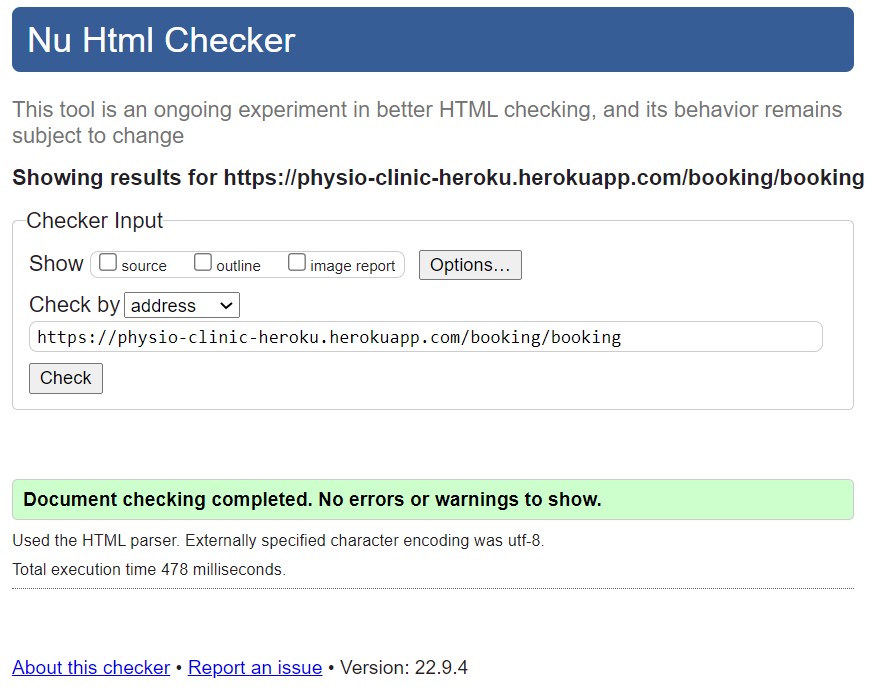 Nu Html Checker
This tool is an ongoing experiment in better HTML checking, and its behavior remains
subject to change
Showing results for https://physio-clinic-heroku.herokuapp.com/booking/booking
Checker Input
Show source outline image report Options...
Check by address
https://physio-clinic-heroku.herokuapp.com/booking/booking
Check
Document checking completed. No errors or warnings to show.
Used the HTML parser. Externally specified character encoding was utf-8.
Total execution time 478 milliseconds.
About this checker • Report an issue • Version: 22.9.4